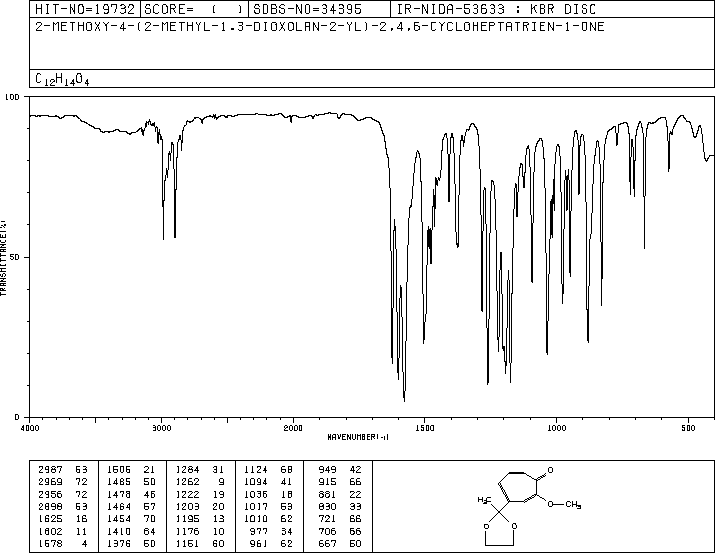 HIT-NO=19732 SCORE= ( ) SDBS-NO=34395 IR-NIDA-53633 : KBR DISC
2-METHOXY-4-(2-METHYL-1,3-DIOXOLAN-2-YL)-2,4,6-CYCLOHEPTATRIEN-1-ONE
C12H14O4
100
TRANSMITTANCE(%)
50
0
4000 3000 2000 1500 1000 500
WAVENUMBER(-1)
2987 53 1506 21 1284 31 1124 68 949 42
2969 72 1485 50 1262 9 1094 41 915 66
2956 72 1478 46 1222 19 1036 18 881 22
2898 53 1464 57 1203 20 1017 53 830 33
1625 16 1454 70 1195 13 1010 62 721 66
1602 11 1410 64 1176 10 977 34 706 66
1578 4 1376 50 1151 60 961 62 667 50
O
H3C
O CH3
O O